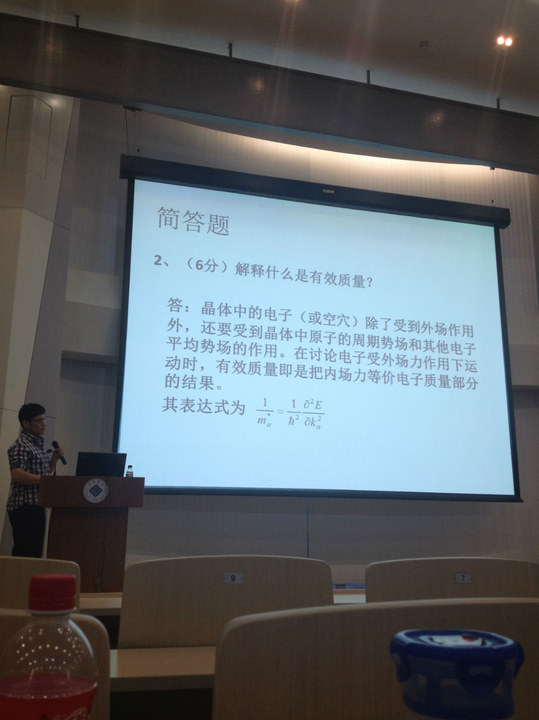 简答题
2、（6分）解释什么是有效质量？
答：晶体中的电子（或空穴）除了受到外场作用
外，还要受到晶体中原子的周期势场和其他电子
平均势场的作用。在讨论电子受外场力作用下运
动时，有效质量即是把内场力等价电子质量部分
的结果。
其表达式为 1/m*α = 1/ħ² ∂²E/∂k²α